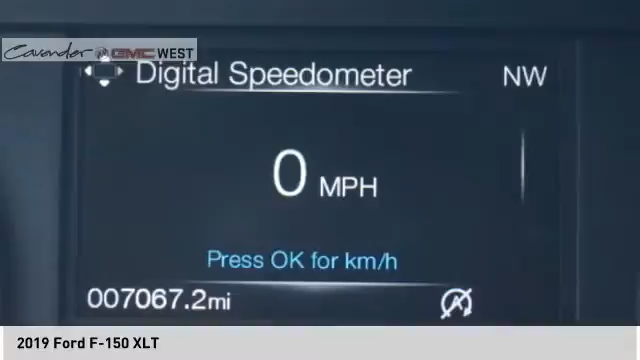 Cavender GMC WEST
Digital Speedometer NW
0 MPH
Press OK for km/h
007067.2mi
A
2019 Ford F-150 XLT